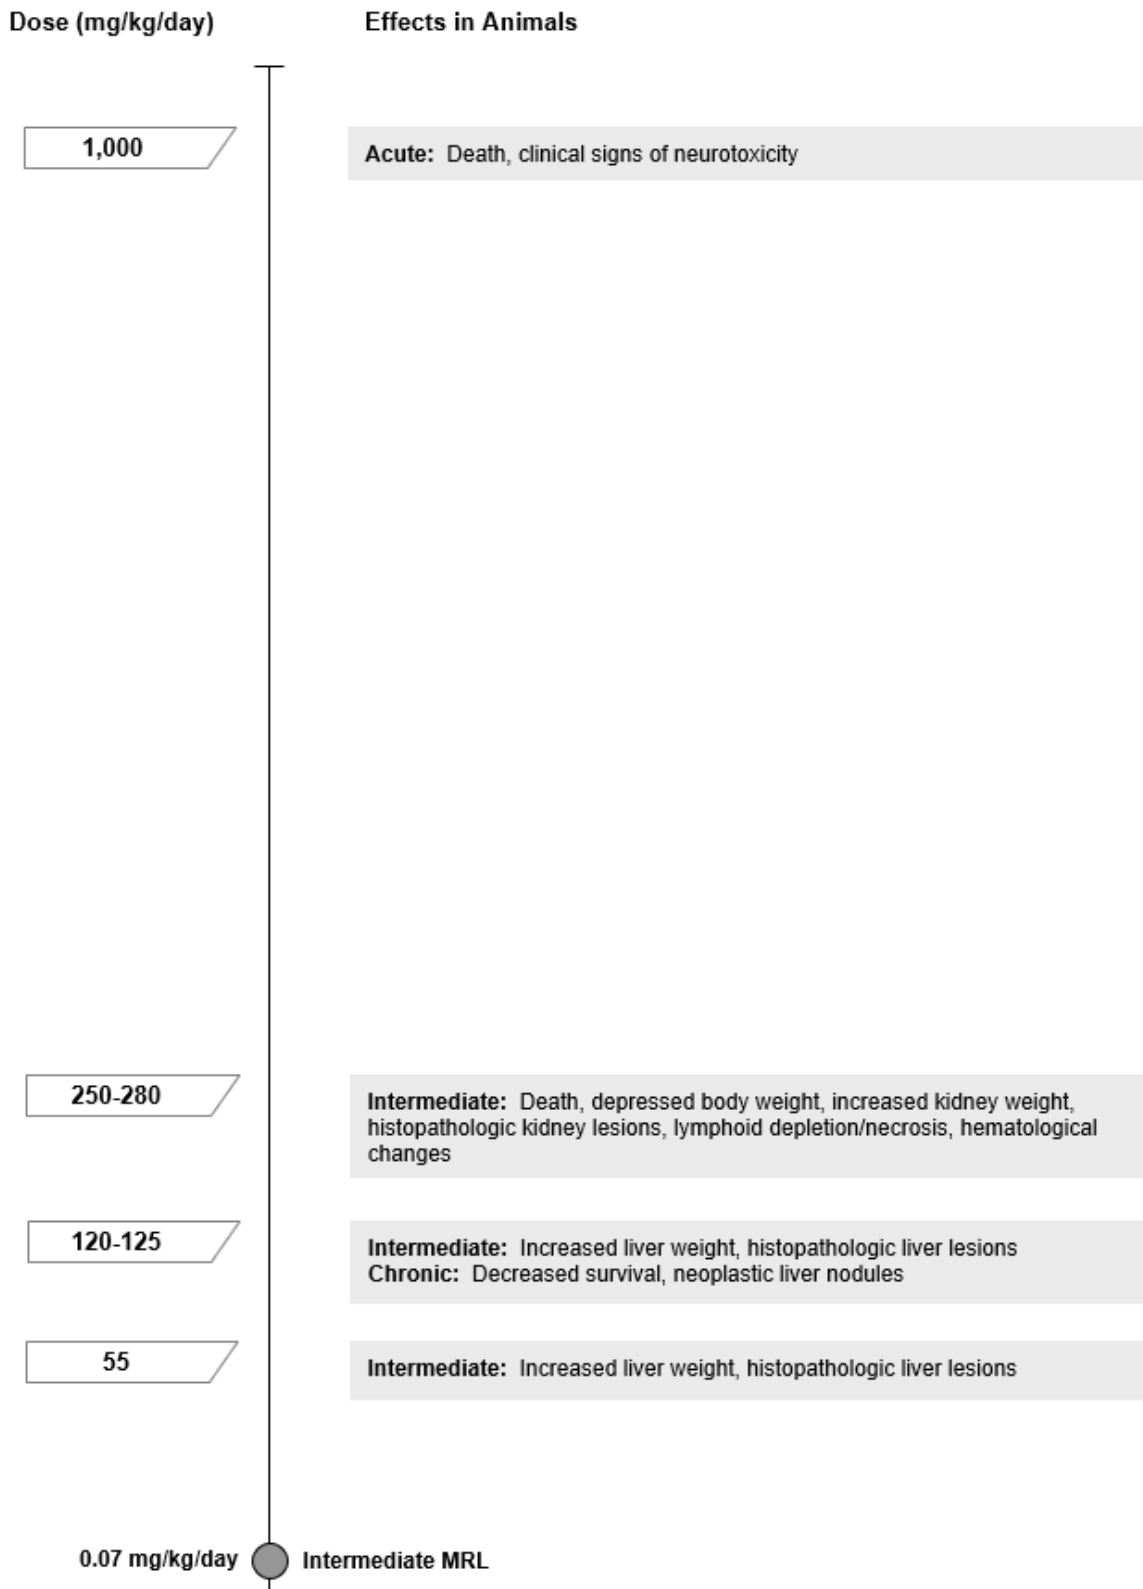 Dose (mg/kg/day) Effects in Animals
1,000
Acute: Death, clinical signs of neurotoxicity
250-280
Intermediate: Death, depressed body weight, increased kidney weight,
histopathologic kidney lesions, lymphoid depletion/necrosis, hematological
changes
120-125
Intermediate: Increased liver weight, histopathologic liver lesions
Chronic: Decreased survival, neoplastic liver nodules
55
Intermediate: Increased liver weight, histopathologic liver lesions
0.07 mg/kg/day Intermediate MRL